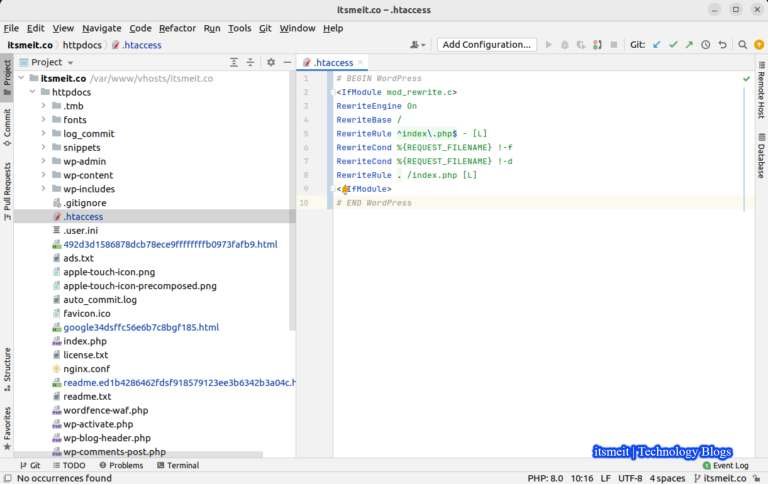 itsmeit.co – .htaccess
File Edit View Navigate Code Refactor Run Tools Git Window Help
itsmeit.co httpdocs .htaccess Add Configuration... Git:
Project
.htaccess
itsmeit.co /var/www/vhosts/itsmeit.co
httpdocs
.tmb
fonts
log_commit
snippets
wp-admin
wp-content
wp-includes
.gitignore
.htaccess
.user.ini
492d3d1586878dcb78ece9ffffffffb0973fafb9.html
ads.txt
apple-touch-icon.png
apple-touch-icon-precomposed.png
auto_commit.log
favicon.ico
google34dsffc56e6b7c8bgf185.html
index.php
license.txt
nginx.conf
readme.ed1b4286462fdsf918579123ee3b6342b3a04c.h
readme.txt
wordfence-waf.php
wp-activate.php
wp-blog-header.php
wp-comments-post.php
1 # BEGIN WordPress
2 <IfModule mod_rewrite.c>
3 RewriteEngine On
4 RewriteBase /
5 RewriteRule ^index\.php$ - [L]
6 RewriteCond %{REQUEST_FILENAME} !-f
7 RewriteCond %{REQUEST_FILENAME} !-d
8 RewriteRule . /index.php [L]
9 </IfModule>
10 # END WordPress
Project
Commit
Pull Requests
Structure
Favorites
Remote Host
Database
itsmeit | Technology Blogs
Git TODO Problems Terminal Event Log
No occurrences found PHP: 8.0 10:16 LF UTF-8 4 spaces itsmeit.co